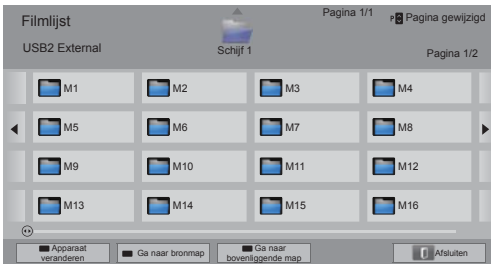 Filmlijst
Pagina 1/1
P Pagina gewijzigd
USB2 External
Schijf 1
Pagina 1/2
M1
M2
M3
M4
M5
M6
M7
M8
M9
M10
M11
M12
M13
M14
M15
M16
Apparaat
veranderen
Ga naar bronmap
Ga naar
bovenliggende map
Afsluiten